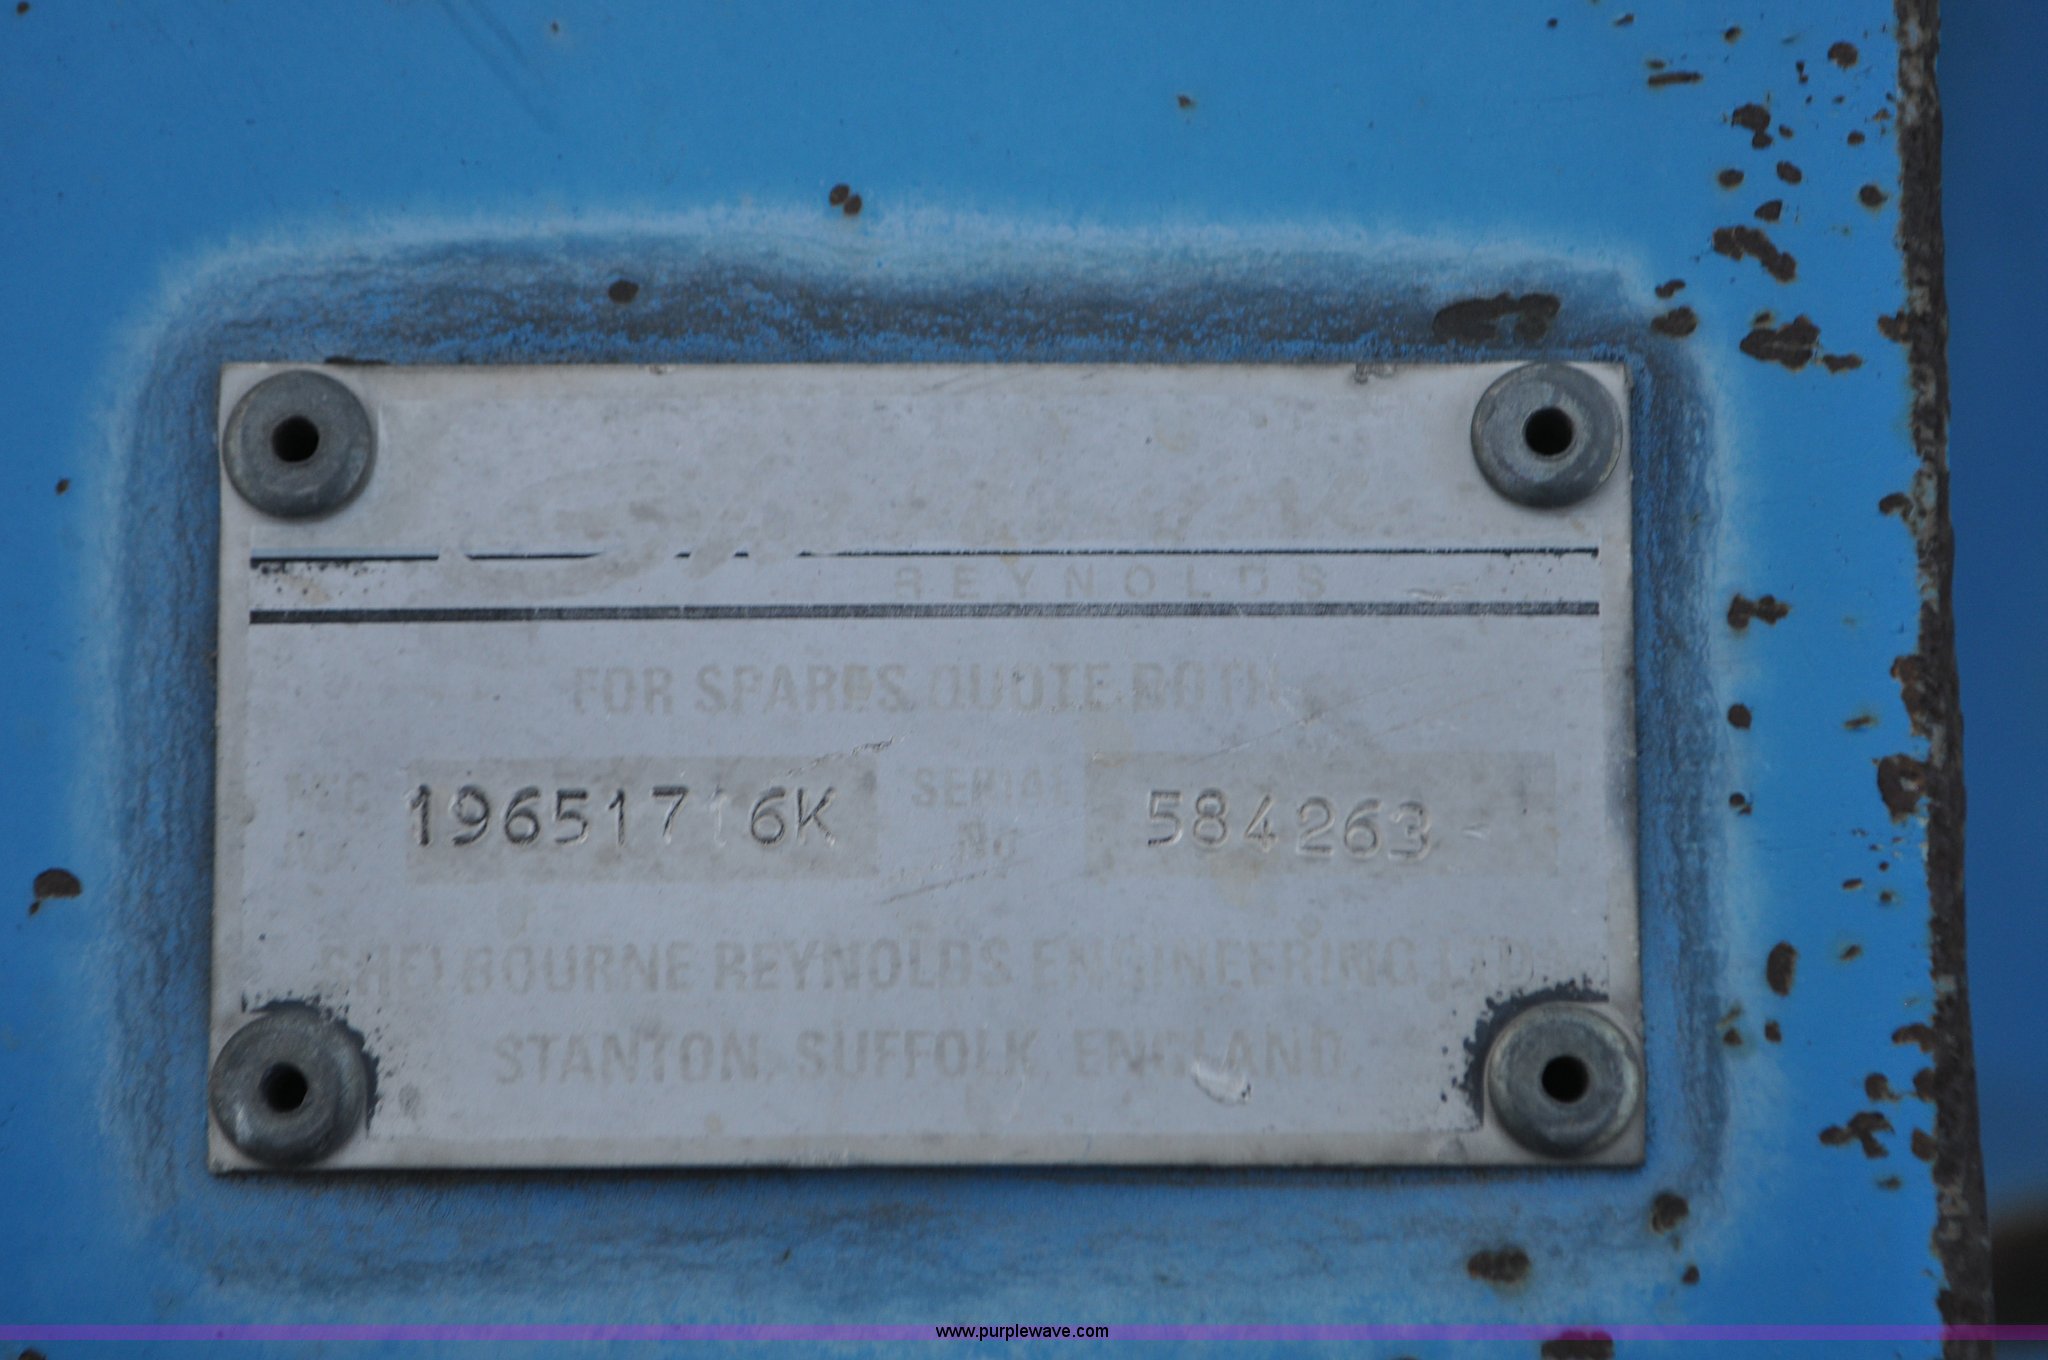 REYNOLDS
FOR SPARES QUOTE BOTH
19651716K SERIAL 584263
No
SHELBOURNE REYNOLDS ENGINEERING LTD
STANTON, SUFFOLK, ENGLAND.
www.purplewave.com